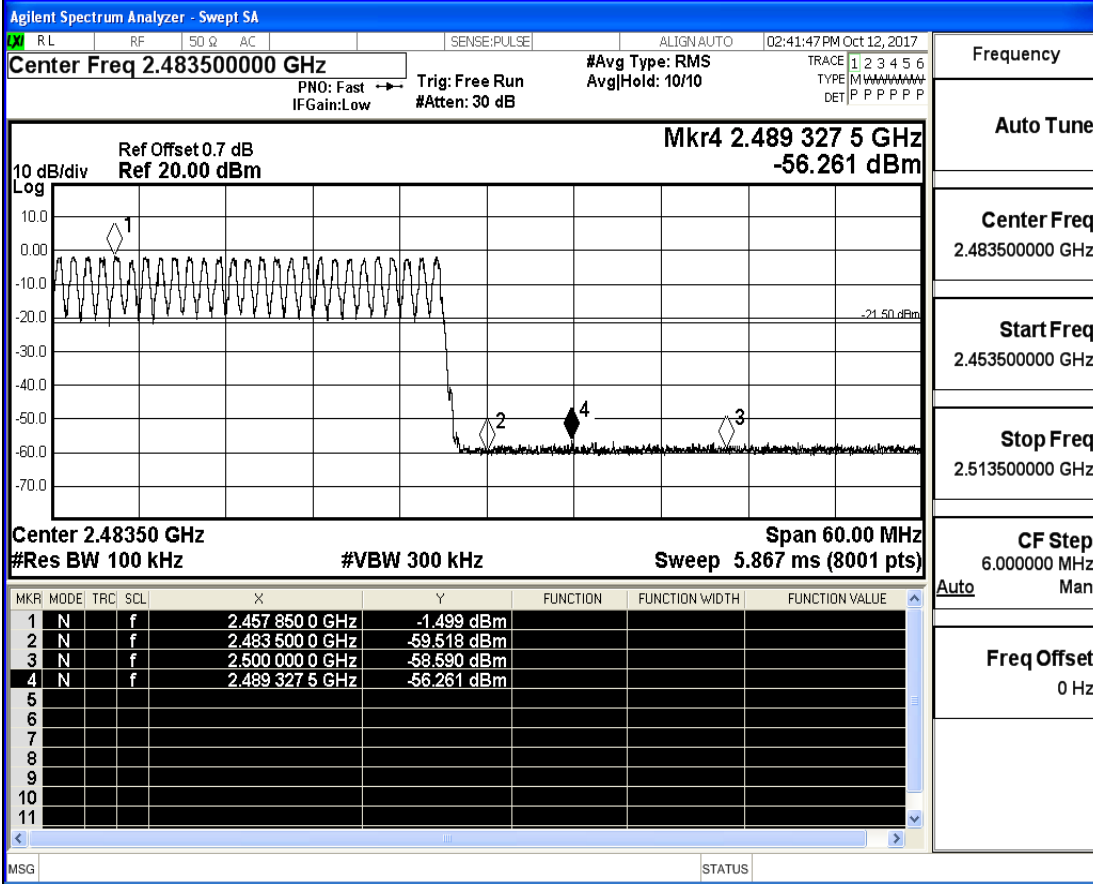 Agilent Spectrum Analyzer - Swept SA
LXI RL RF 50 Ω AC SENSE:PULSE ALIGN AUTO 02:41:47 PM Oct 12, 2017
Center Freq 2.483500000 GHz
PNO: Fast
IFGain:Low
Trig: Free Run
#Atten: 30 dB
#Avg Type: RMS
Avg|Hold: 10/10
TRACE 1 2 3 4 5 6
TYPE M W W W W W
DET P P P P P P
Mkr4 2.489 327 5 GHz
-56.261 dBm
Ref Offset 0.7 dB
10 dB/div Ref 20.00 dBm
Log
10.0
0.00
-10.0
-20.0
-30.0
-40.0
-50.0
-60.0
-70.0
1
-21.50 dBm
2
4
3
Center 2.48350 GHz Span 60.00 MHz
#Res BW 100 kHz #VBW 300 kHz Sweep 5.867 ms (8001 pts)
MKR MODE TRC SCL X Y FUNCTION FUNCTION WIDTH FUNCTION VALUE
1 N f 2.457 850 0 GHz -1.499 dBm
2 N f 2.483 500 0 GHz -59.518 dBm
3 N f 2.500 000 0 GHz -58.590 dBm
4 N f 2.489 327 5 GHz -56.261 dBm
5
6
7
8
9
10
11
MSG STATUS
Frequency
Auto Tune
Center Freq
2.483500000 GHz
Start Freq
2.453500000 GHz
Stop Freq
2.513500000 GHz
CF Step
6.000000 MHz
Auto Man
Freq Offset
0 Hz